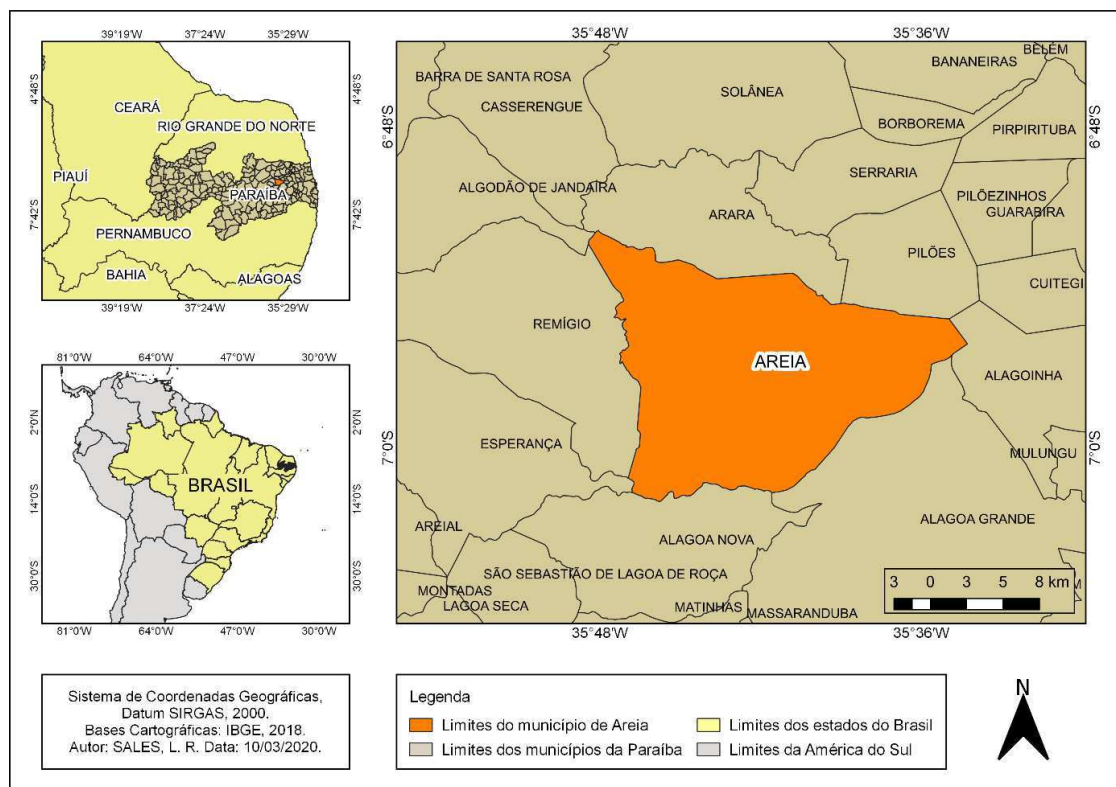 39°19'W 37°24'W 35°29'W
4°48'S
7°42'S
CEARÁ
RIO GRANDE DO NORTE
PIAUÍ
PARAÍBA
PERNAMBUCO
BAHIA
ALAGOAS
39°19'W 37°24'W 35°29'W
81°0'W 64°0'W 47°0'W 30°0'W
2°0'N
14°0'S
30°0'S
BRASIL
2°0'N
14°0'S
30°0'S
81°0'W 64°0'W 47°0'W 30°0'W
35°48'W 35°36'W
6°48'S
7°0'S
BELÉM
BANANEIRAS
BARRA DE SANTA ROSA
SOLÂNEA
CASSERENGUE
BORBOREMA
PIRPIRITUBA
SERRARIA
ALGODÃO DE JANDAÍRA
PILÕEZINHOS
GUARABIRA
ARARA
PILÕES
CUITEGI
REMÍGIO
AREIA
ALAGOINHA
ESPERANÇA
MULUNGU
ALAGOA GRANDE
AREIAL
ALAGOA NOVA
SÃO SEBASTIÃO DE LAGOA DE ROÇA
MONTADAS
LAGOA SECA
MATINHAS
MASSARANDUBA
3 0 3 5 8 km
6°48'S
7°0'S
35°48'W 35°36'W
Sistema de Coordenadas Geográficas,
Datum SIRGAS, 2000.
Bases Cartográficas: IBGE, 2018.
Autor: SALES, L. R. Data: 10/03/2020.
Legenda
Limites do município de Areia
Limites dos estados do Brasil
Limites dos municípios da Paraíba
Limites da América do Sul
N